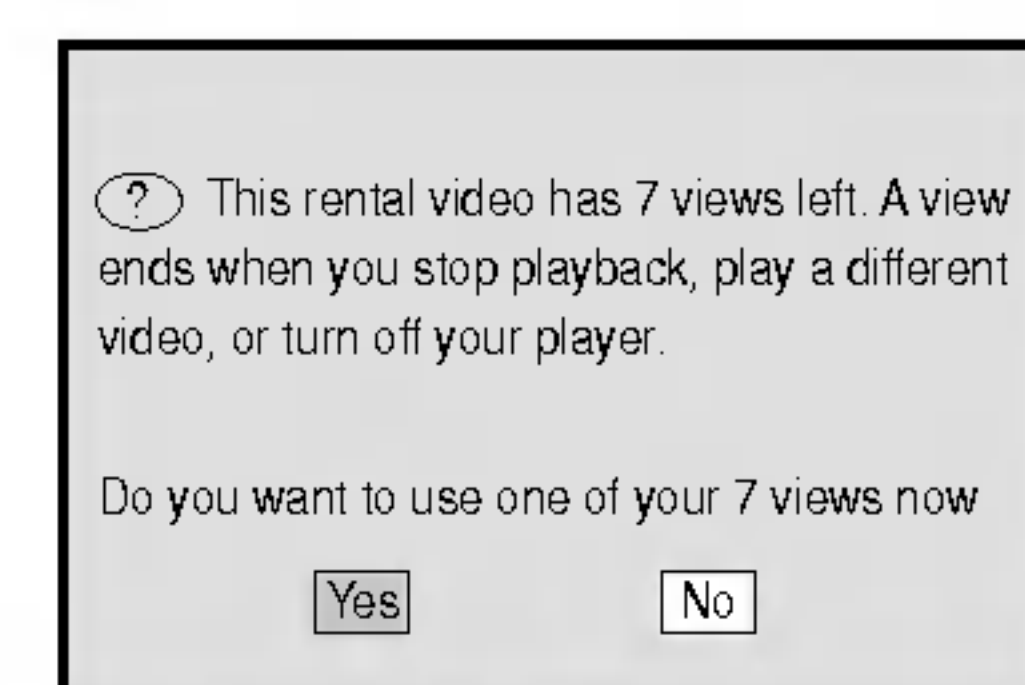 ? This rental video has 7 views left. A view
ends when you stop playback, play a different
video, or turn off your player.
Do you want to use one of your 7 views now
Yes No